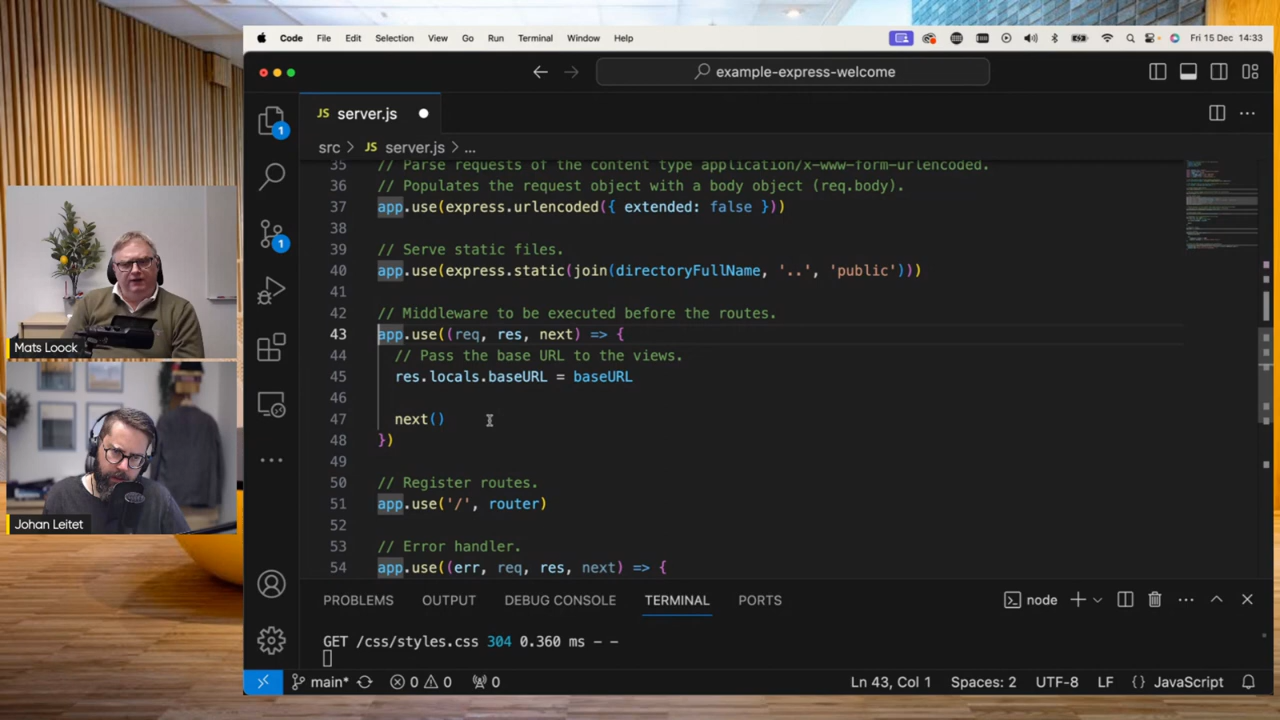 Code File Edit Selection View Go Run Terminal Window Help Fri 15 Dec 14:33
example-express-welcome
JS server.js
src > JS server.js > ...
35 // Parse requests of the content type application/x-www-form-urlencoded.
36 // Populates the request object with a body object (req.body).
37 app.use(express.urlencoded({ extended: false }))
38
39 // Serve static files.
40 app.use(express.static(join(directoryFullName, '..', 'public')))
41
42 // Middleware to be executed before the routes.
43 app.use((req, res, next) => {
44 // Pass the base URL to the views.
45 res.locals.baseURL = baseURL
46
47 next()
48 })
49
50 // Register routes.
51 app.use('/', router)
52
53 // Error handler.
54 app.use((err, req, res, next) => {
1
1
Mats Loock
Johan Leitet
PROBLEMS OUTPUT DEBUG CONSOLE TERMINAL PORTS node
GET /css/styles.css 304 0.360 ms - -
main* 0 0 0 Ln 43, Col 1 Spaces: 2 UTF-8 LF {} JavaScript